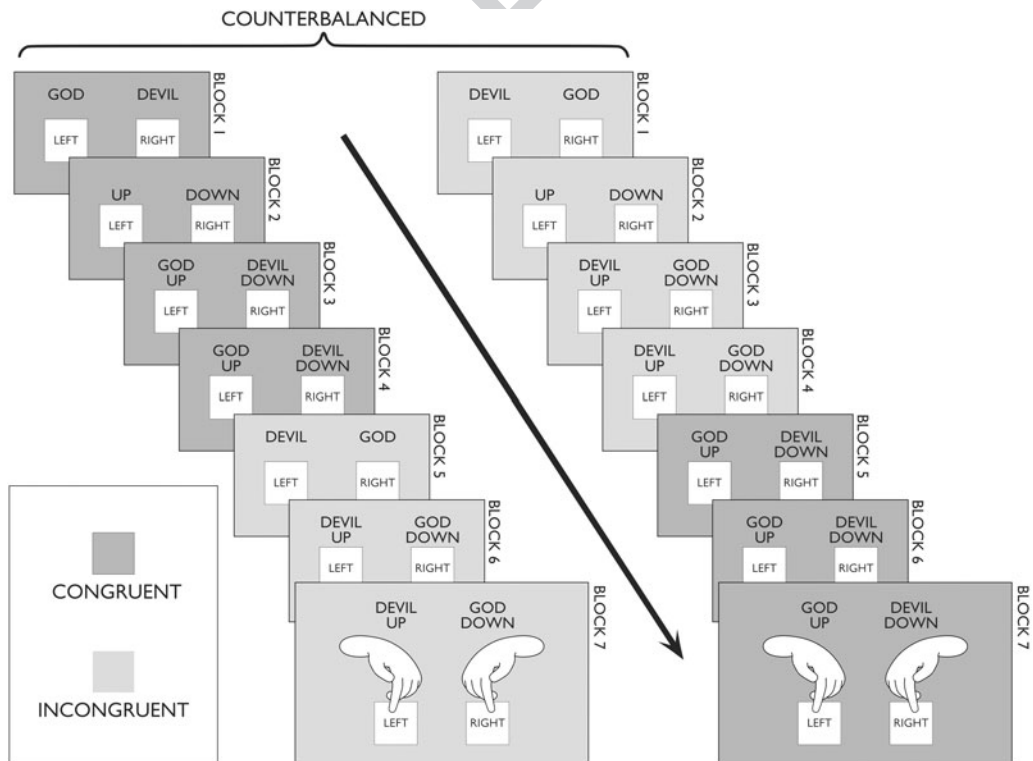 COUNTERBALANCED
GOD DEVIL
LEFT RIGHT
BLOCK 1
UP DOWN
LEFT RIGHT
BLOCK 2
GOD DEVIL
UP DOWN
LEFT RIGHT
BLOCK 3
GOD DEVIL
UP DOWN
LEFT RIGHT
BLOCK 4
DEVIL GOD
LEFT RIGHT
BLOCK 5
DEVIL GOD
UP DOWN
LEFT RIGHT
BLOCK 6
DEVIL GOD
UP DOWN
LEFT RIGHT
BLOCK 7
DEVIL GOD
LEFT RIGHT
BLOCK 1
UP DOWN
LEFT RIGHT
BLOCK 2
DEVIL GOD
UP DOWN
LEFT RIGHT
BLOCK 3
DEVIL GOD
UP DOWN
LEFT RIGHT
BLOCK 4
GOD DEVIL
UP DOWN
LEFT RIGHT
BLOCK 5
GOD DEVIL
UP DOWN
LEFT RIGHT
BLOCK 6
GOD DEVIL
UP DOWN
LEFT RIGHT
BLOCK 7
CONGRUENT
INCONGRUENT